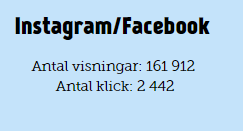 Instagram/Facebook
Antal visningar: 161 912
Antal klick: 2 442